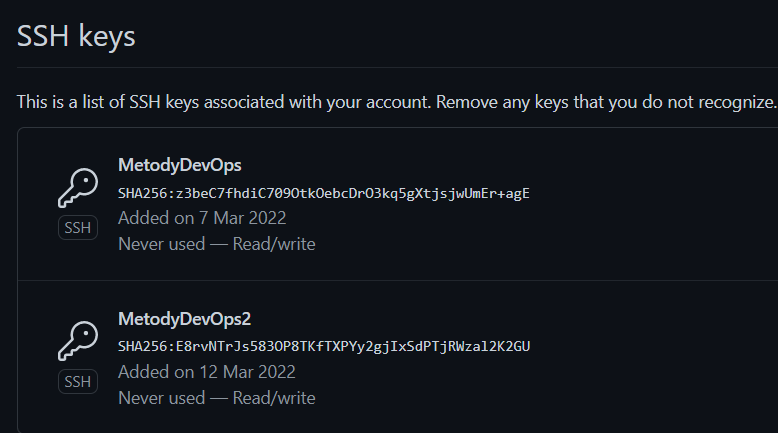 SSH keys
This is a list of SSH keys associated with your account. Remove any keys that you do not recognize.
MetodyDevOps
SHA256:z3beC7fhdiC709OtkOebcDrO3kq5gXtjsjwUmEr+agE
SSH
Added on 7 Mar 2022
Never used — Read/write
MetodyDevOps2
SHA256:E8rvNTrJs583OP8TKfTXPYy2gjIxSdPTjRWzal2K2GU
SSH
Added on 12 Mar 2022
Never used — Read/write